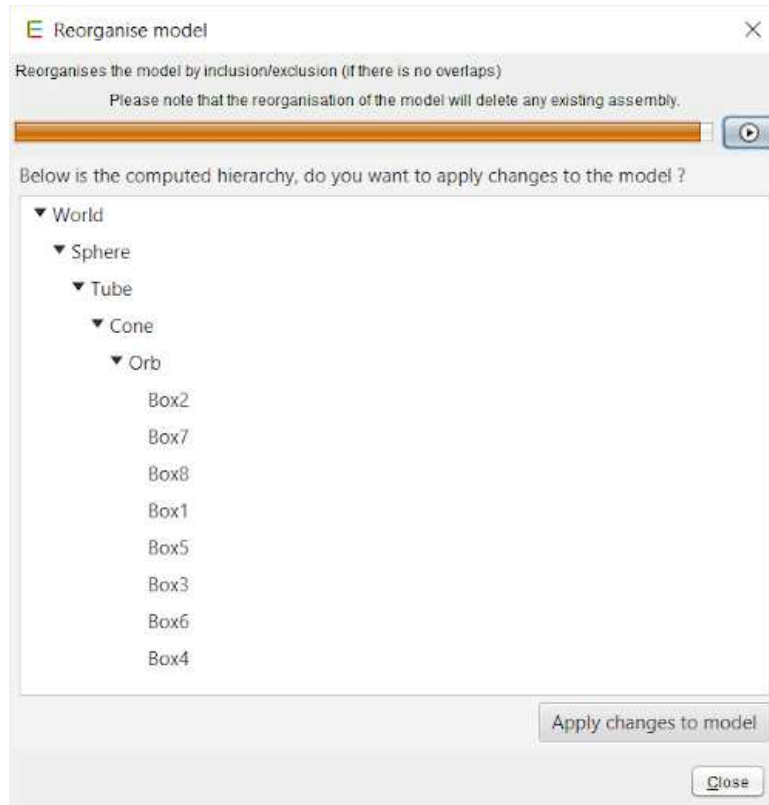 Reorganise model
Reorganises the model by inclusion/exclusion (if there is no overlaps)
Please note that the reorganisation of the model will delete any existing assembly.
Below is the computed hierarchy, do you want to apply changes to the model ?
World
Sphere
Tube
Cone
Orb
Box2
Box7
Box8
Box1
Box5
Box3
Box6
Box4
Apply changes to model
Close